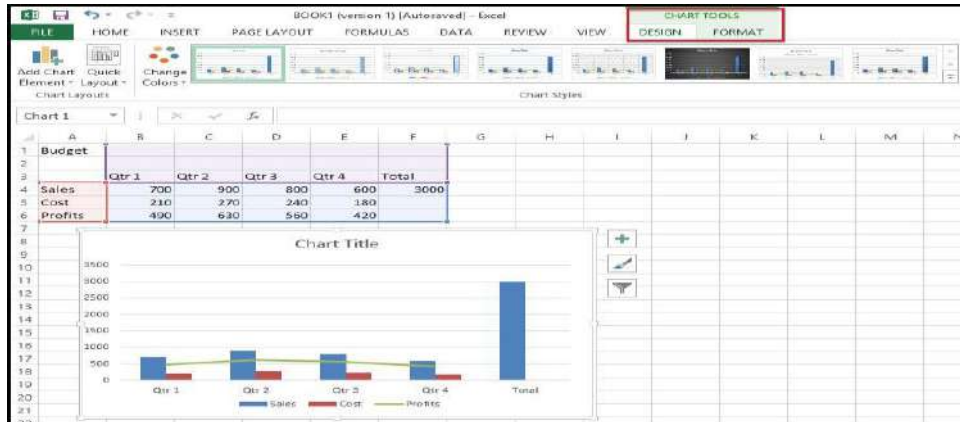 BOOK1 (version 1) [Autosaved] - Excel CHART TOOLS
FILE HOME INSERT PAGE LAYOUT FORMULAS DATA REVIEW VIEW DESIGN FORMAT
Add Chart Quick Change
Element Layout Colors
Chart Layouts Chart Styles
Chart 1 fx
A B C D E F G H I J K L M N
1 Budget
2
3 Qtr 1 Qtr 2 Qtr 3 Qtr 4 Total
4 Sales 700 900 800 600 3000
5 Cost 210 270 240 180
6 Profits 490 630 560 420
7
8 Chart Title
9
10 3500
11 3000
12 2500
13
14 2000
15 1500
16 1000
17 500
18 0
19 Qtr 1 Qtr 2 Qtr 3 Qtr 4 Total
20 Sales Cost Profits
21